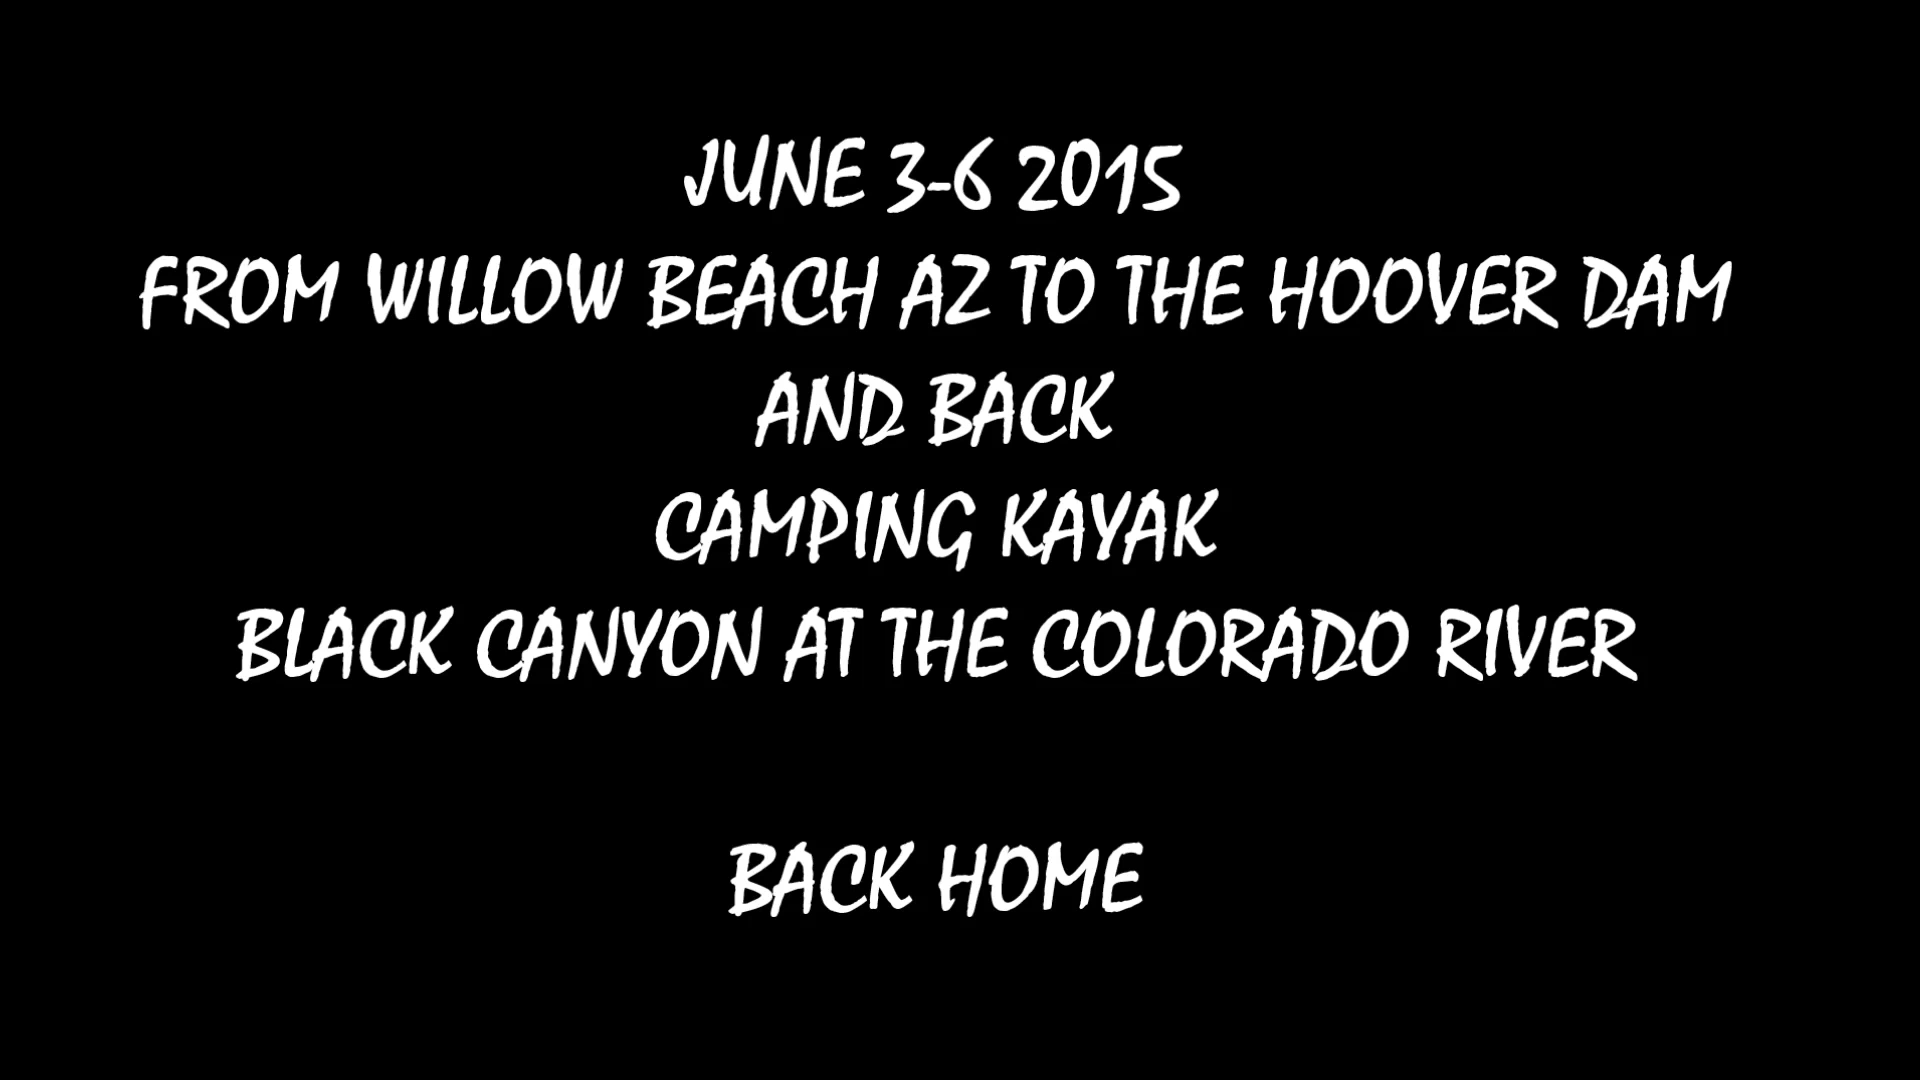 JUNE 3-6 2015
FROM WILLOW BEACH AZ TO THE HOOVER DAM
AND BACK
CAMPING KAYAK
BLACK CANYON AT THE COLORADO RIVER
BACK HOME